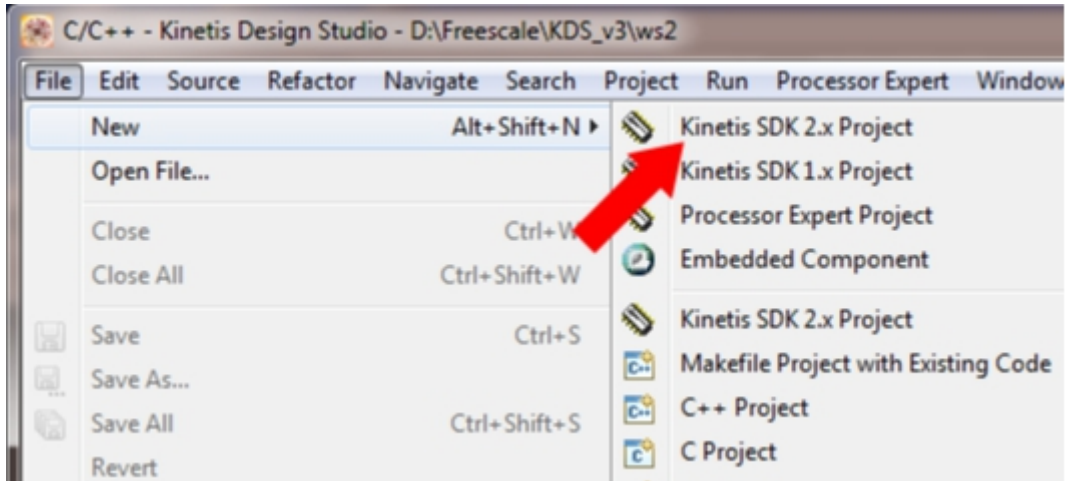 C/C++ - Kinetis Design Studio - D:\Freescale\KDS_v3\ws2
File Edit Source Refactor Navigate Search Project Run Processor Expert Window
New Alt+Shift+N
Open File...
Close Ctrl+W
Close All Ctrl+Shift+W
Save Ctrl+S
Save As...
Save All Ctrl+Shift+S
Revert
Kinetis SDK 2.x Project
Kinetis SDK 1.x Project
Processor Expert Project
Embedded Component
Kinetis SDK 2.x Project
Makefile Project with Existing Code
C++ Project
C Project